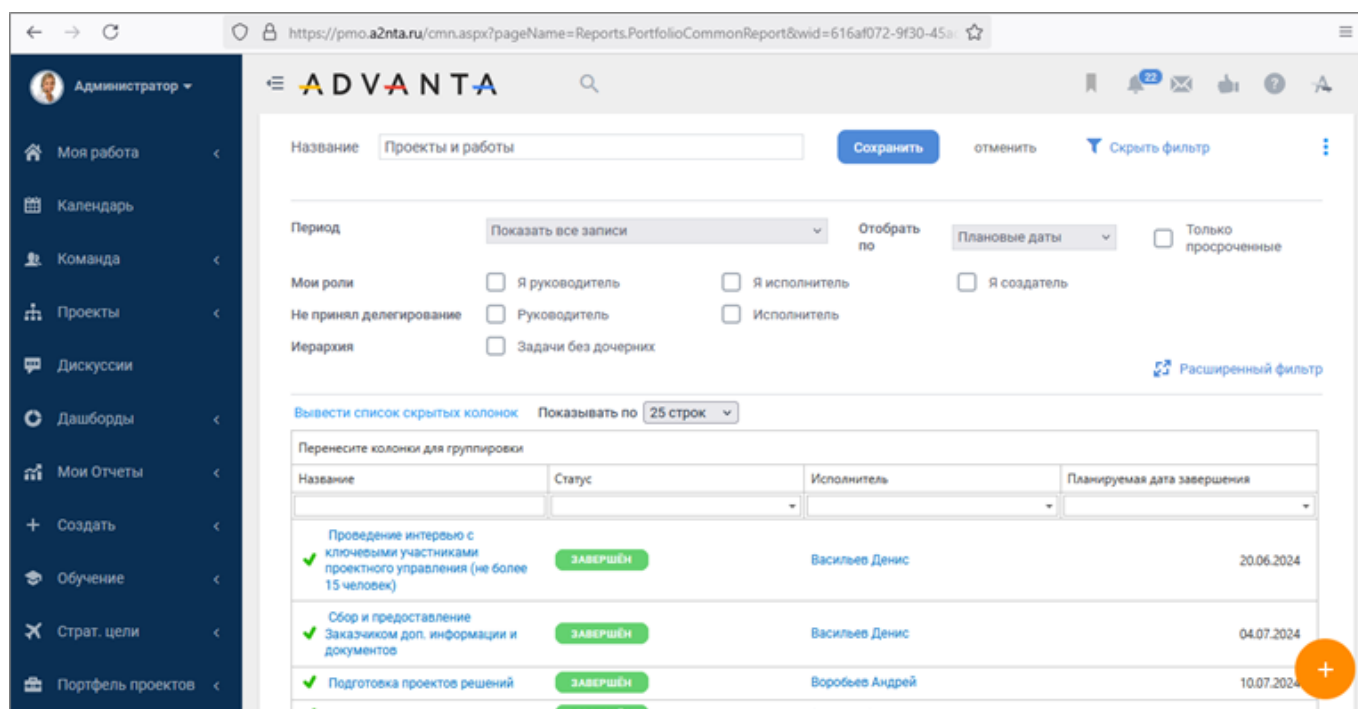 https://pmo.a2nta.ru/cmn.aspx?pageName=Reports.PortfolioCommonReport&wid=616af072-9f30-45a
Администратор
ADVANTA
22
Моя работа
Календарь
Команда
Проекты
Дискуссии
Дашборды
Мои Отчеты
Создать
Обучение
Страт. цели
Портфель проектов
Название
Проекты и работы
Сохранить
отменить
Скрыть фильтр
Период
Показать все записи
Отобрать
по
Плановые даты
Только
просроченные
Мои роли
Я руководитель
Я исполнитель
Я создатель
Не принял делегирование
Руководитель
Исполнитель
Иерархия
Задачи без дочерних
Расширенный фильтр
Вывести список скрытых колонок
Показывать по
25 строк
Перенесите колонки для группировки
Название
Статус
Исполнитель
Планируемая дата завершения
Проведение интервью с
ключевыми участниками
проектного управления (не более
15 человек)
ЗАВЕРШЁН
Васильев Денис
20.06.2024
Сбор и предоставление
Заказчиком доп. информации и
документов
ЗАВЕРШЁН
Васильев Денис
04.07.2024
Подготовка проектов решений
ЗАВЕРШЁН
Воробьев Андрей
10.07.2024